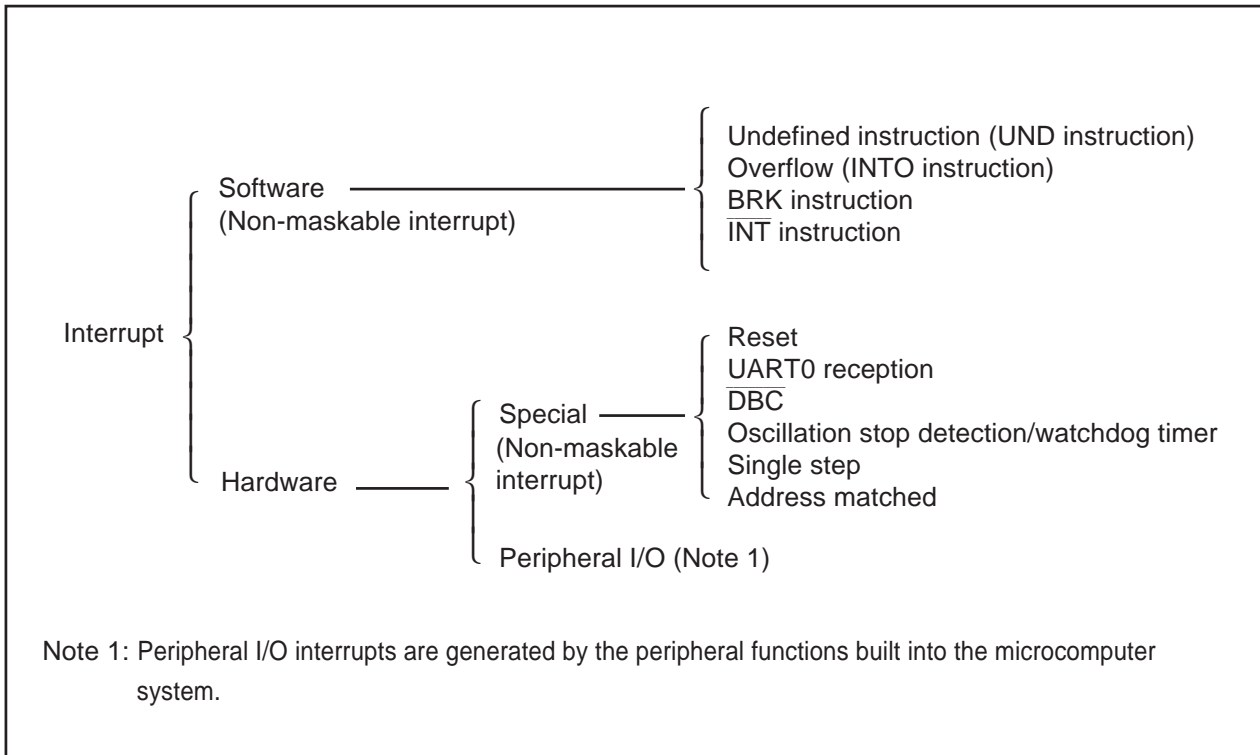 Undefined instruction (UND instruction)
Overflow (INTO instruction)
BRK instruction
I̅N̅T̅ instruction
Software
(Non-maskable interrupt)
Interrupt
Reset
UART0 reception
D̅B̅C̅
Oscillation stop detection/watchdog timer
Single step
Address matched
Special
(Non-maskable
interrupt)
Hardware
Peripheral I/O (Note 1)
Note 1: Peripheral I/O interrupts are generated by the peripheral functions built into the microcomputer
system.